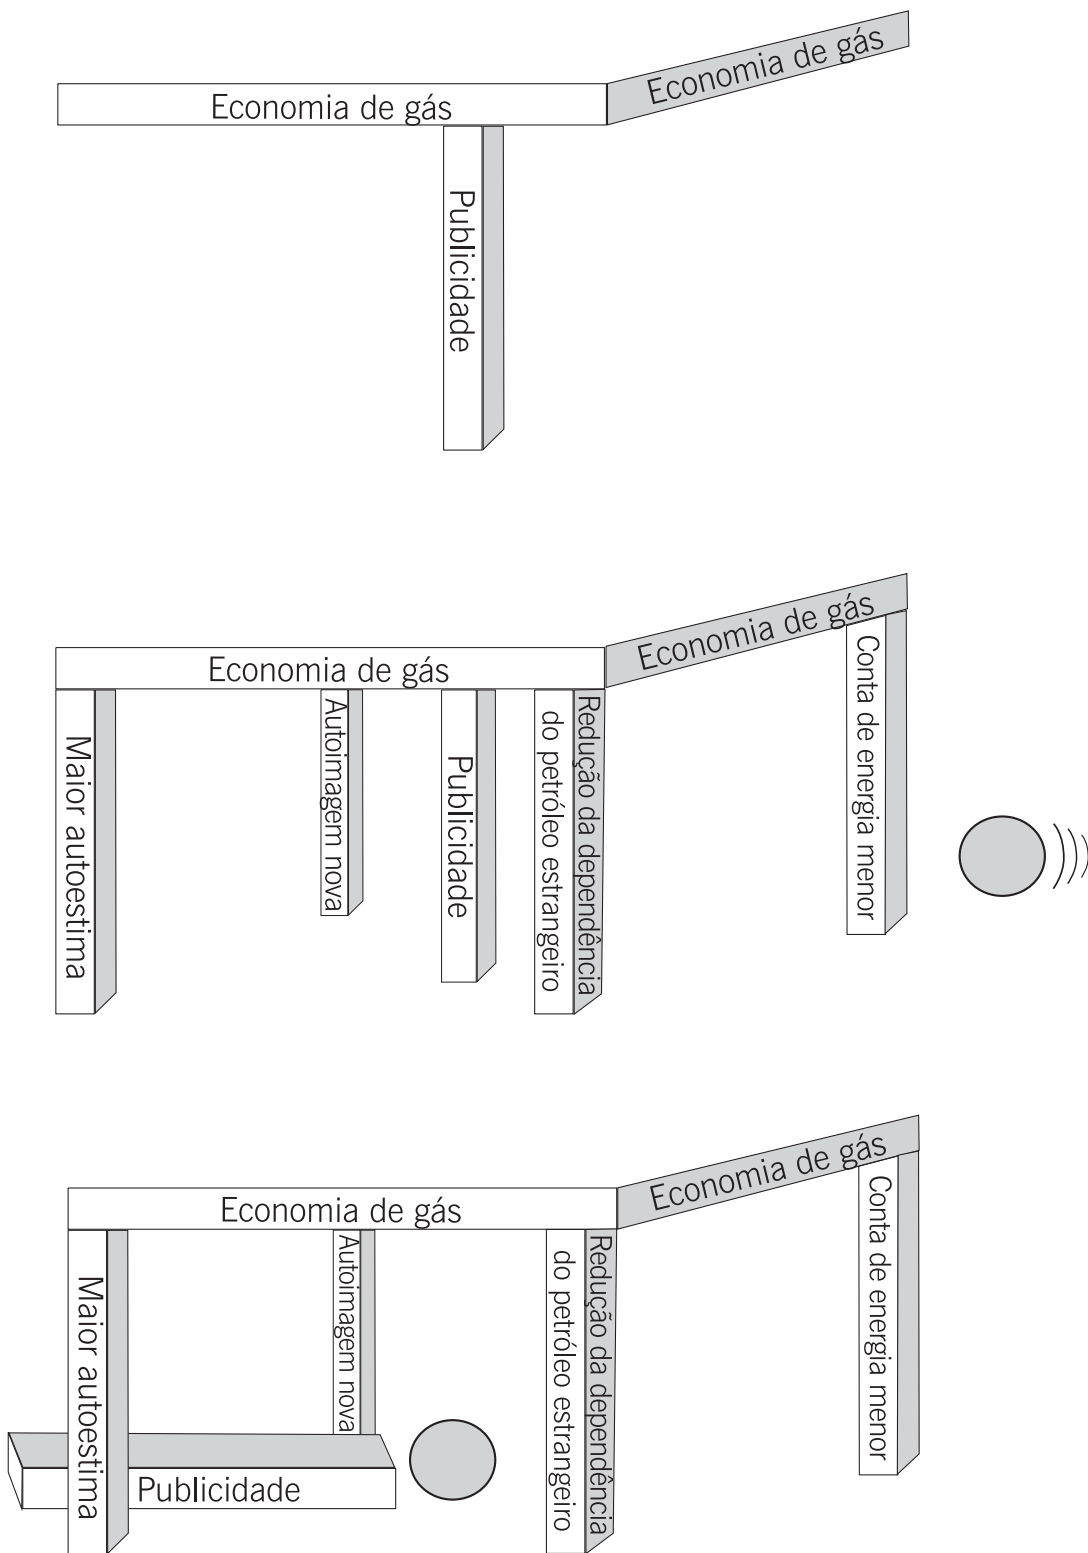 Economia de gás
Economia de gás
Publicidade
Economia de gás
Economia de gás
Maior autoestima
Autoimagem nova
Publicidade
Redução da dependência
do petróleo estrangeiro
Conta de energia menor
Economia de gás
Economia de gás
Maior autoestima
Autoimagem nova
Redução da dependência
do petróleo estrangeiro
Conta de energia menor
Publicidade